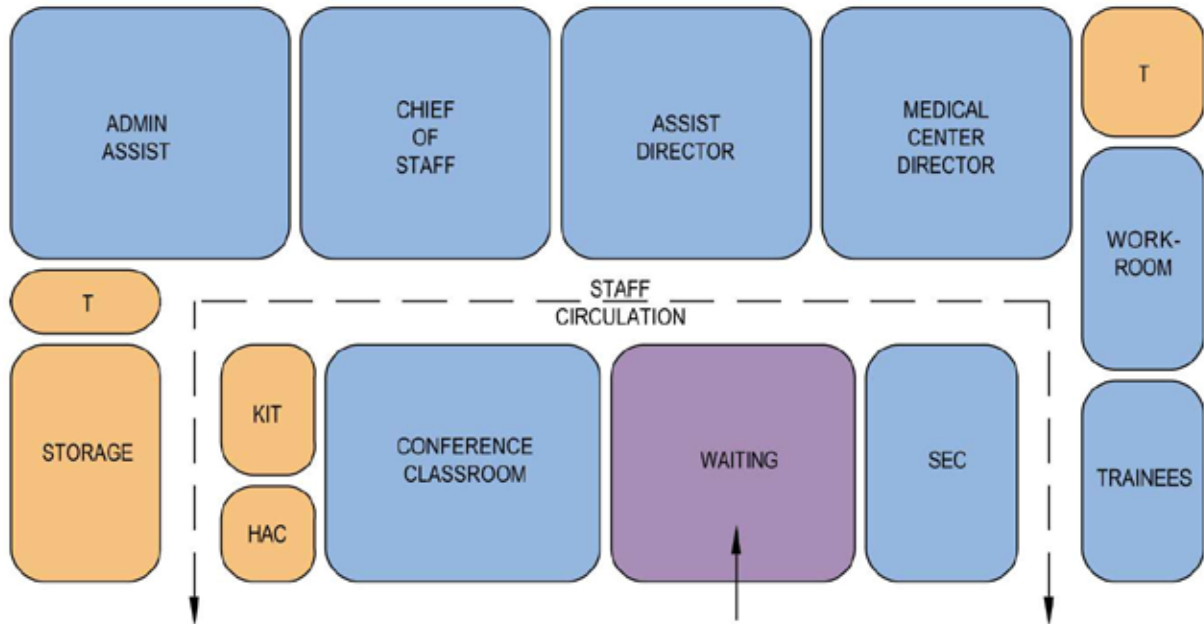 ADMIN
ASSIST
CHIEF
OF
STAFF
ASSIST
DIRECTOR
MEDICAL
CENTER
DIRECTOR
T
WORK-
ROOM
T
STAFF
CIRCULATION
STORAGE
KIT
HAC
CONFERENCE
CLASSROOM
WAITING
SEC
TRAINEES